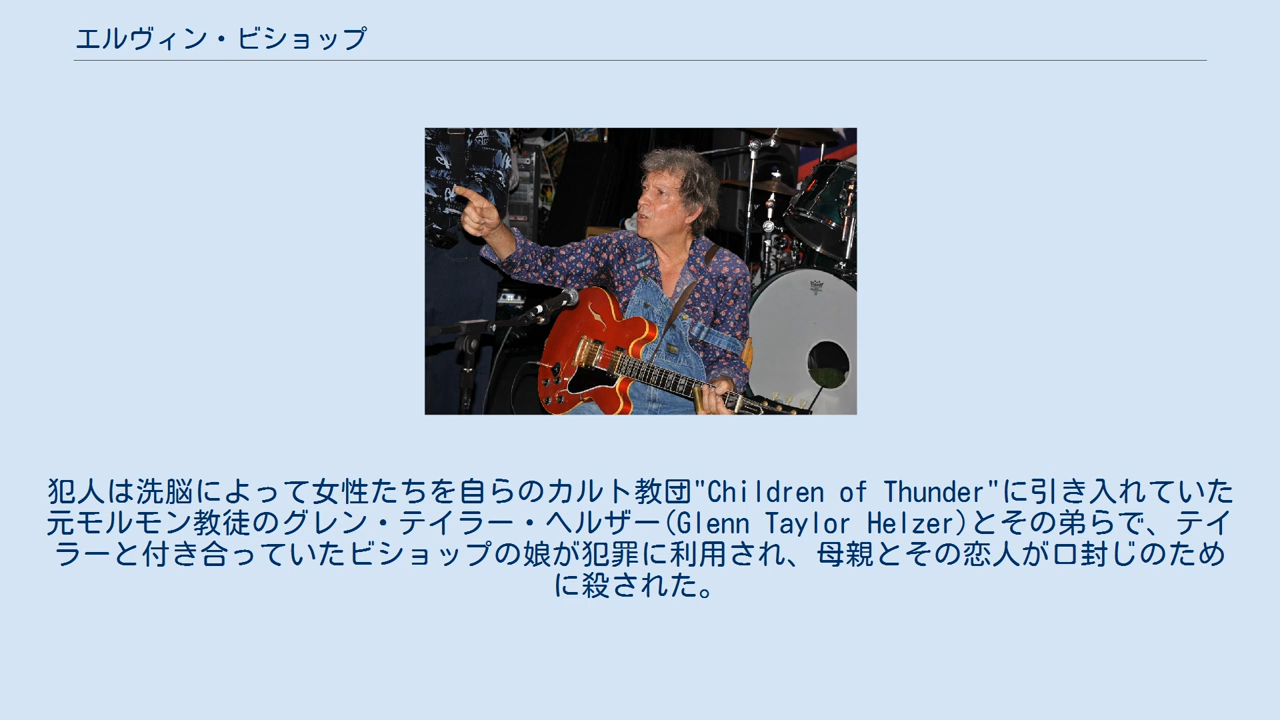 エルヴィン・ビショップ
犯人は洗脳によって女性たちを自らのカルト教団"Children of Thunder"に引き入れていた
元モルモン教徒のグレン・テイラー・ヘルザー(Glenn Taylor Helzer)とその弟らで、テイ
ラーと付き合っていたビショップの娘が犯罪に利用され、母親とその恋人が口封じのため
に殺された。